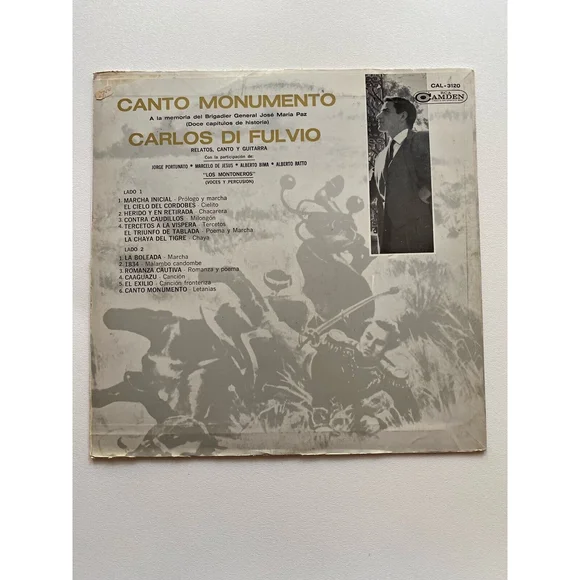 CAL-3120
CAMDEN
CANTO MONUMENTO
A la memoria del Brigadier General José María Paz
(Doce capítulos de historia)
CARLOS DI FULVIO
RELATOS, CANTO Y GUITARRA
Con la participación de:
JORGE PORTUNATO * MARCELO DE JESUS * ALBERTO BIMA * ALBERTO BATTO
"LOS MONTONEROS"
(VOCES Y PERCUSION)
LADO 1
1. MARCHA INICIAL - Prólogo y marcha
EL CIELO DEL CORDOBES - Cielito
2. HERIDO Y EN RETIRADA - Chacarera
3. CONTRA CAUDILLOS - Milongón
4. TERCETOS A LA VISPERA - Tercetos
EL TRIUNFO DE TABLADA - Poema y Marcha
LA CHAYA DEL TIGRE - Chaya
LADO 2
1. LA BOLEADA - Marcha
2. 1834 - Malambo candombe
3. ROMANZA CAUTIVA - Romanza y poema
4. CAAGUAZU - Canción
5. EL EXILIO - Canción fronteriza
6. CANTO MONUMENTO - Letanías